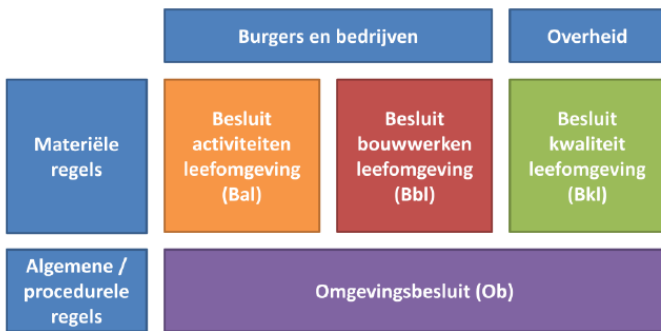 Burgers en bedrijven
Overheid
Materiële
regels
Besluit
activiteiten
leefomgeving
(Bal)
Besluit
bouwwerken
leefomgeving
(Bbl)
Besluit
kwaliteit
leefomgeving
(Bkl)
Algemene /
procedurele
regels
Omgevingsbesluit (Ob)